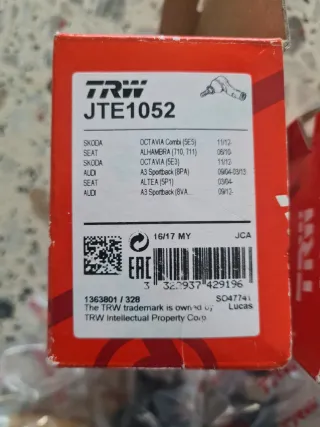 TRW
JTE1052
SKODA OCTAVIA Combi (5E5) 11/12-
SEAT ALHAMBRA (710, 711) 06/10-
SKODA OCTAVIA (5E3) 11/12-
AUDI A3 Sportback (8PA) 09/04-03/13
SEAT ALTEA (5P1) 03/04-
AUDI A3 Sportback (8VA... 09/12-
16/17 MY JCA
EAC
3 322937 429196
1363801 / 328 SO4774
The TRW trademark is owned by Lucas
TRW Intellectual Property Corp
TRW